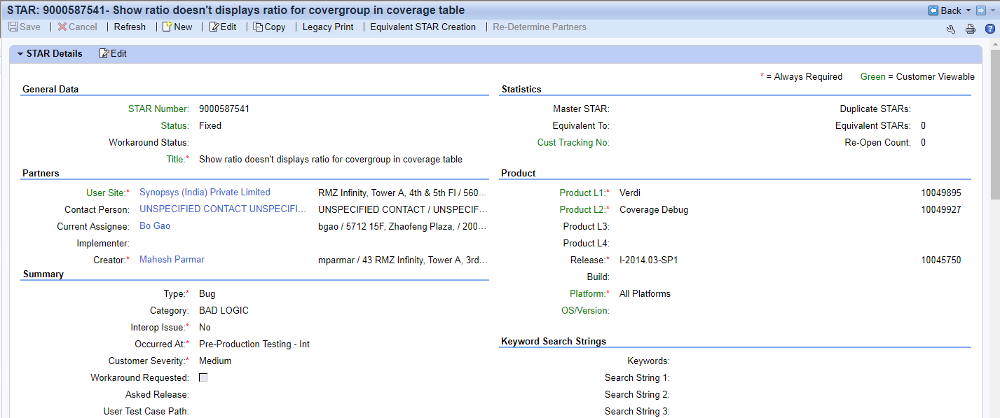 STAR: 9000587541- Show ratio doesn't displays ratio for covergroup in coverage table
Back
Save | Cancel | Refresh | New | Edit | Copy | Legacy Print | Equivalent STAR Creation | Re-Determine Partners
STAR Details Edit
* = Always Required Green = Customer Viewable
General Data
STAR Number: 9000587541
Status: Fixed
Workaround Status:
Title:* Show ratio doesn't displays ratio for covergroup in coverage table
Partners
User Site:* Synopsys (India) Private Limited RMZ Infinity, Tower A, 4th & 5th Fl / 560...
Contact Person: UNSPECIFIED CONTACT UNSPECIFI... UNSPECIFIED CONTACT / UNSPECIF...
Current Assignee: Bo Gao bgao / 5712 15F, Zhaofeng Plaza, / 200...
Implementer:
Creator:* Mahesh Parmar mparmar / 43 RMZ Infinity, Tower A, 3rd...
Summary
Type:* Bug
Category: BAD LOGIC
Interop Issue:* No
Occurred At:* Pre-Production Testing - Int
Customer Severity:* Medium
Workaround Requested:
Asked Release:
User Test Case Path:
Statistics
Master STAR: Duplicate STARs:
Equivalent To: Equivalent STARs: 0
Cust Tracking No: Re-Open Count: 0
Product
Product L1:* Verdi 10049895
Product L2:* Coverage Debug 10049927
Product L3:
Product L4:
Release:* I-2014.03-SP1 10045750
Build:
Platform:* All Platforms
OS/Version:
Keyword Search Strings
Keywords:
Search String 1:
Search String 2:
Search String 3: